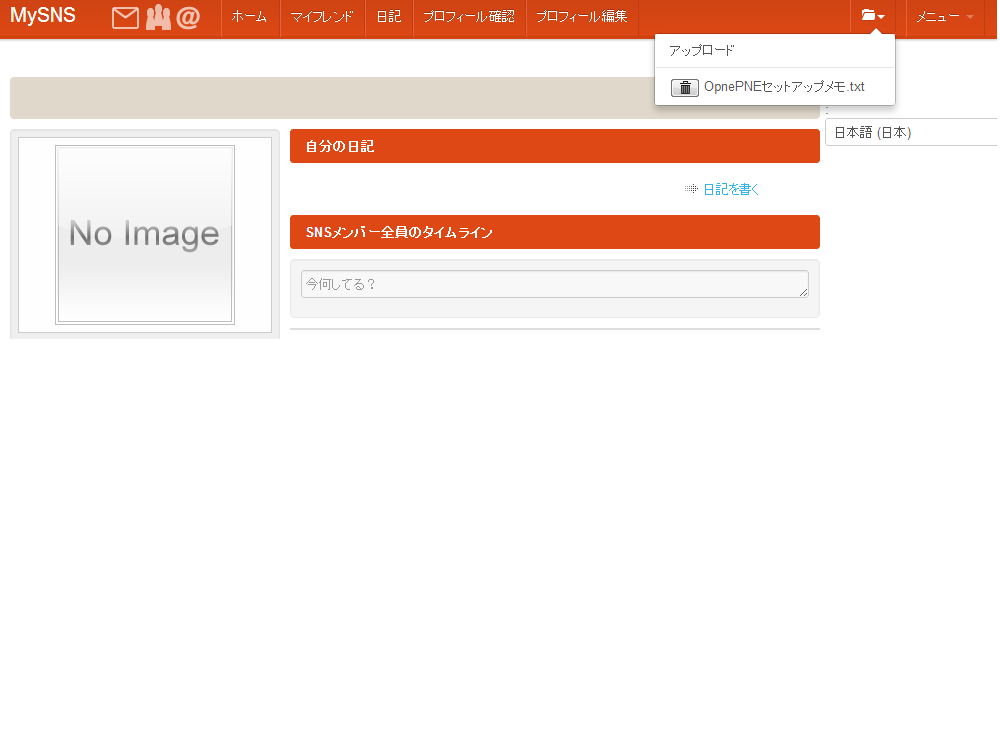 MySNS ホーム マイフレンド 日記 プロフィール確認 プロフィール編集 メニュー
アップロード
OpnePNEセットアップメモ.txt
:
日本語 (日本)
No Image
自分の日記
日記を書く
SNSメンバー全員のタイムライン
今何してる？